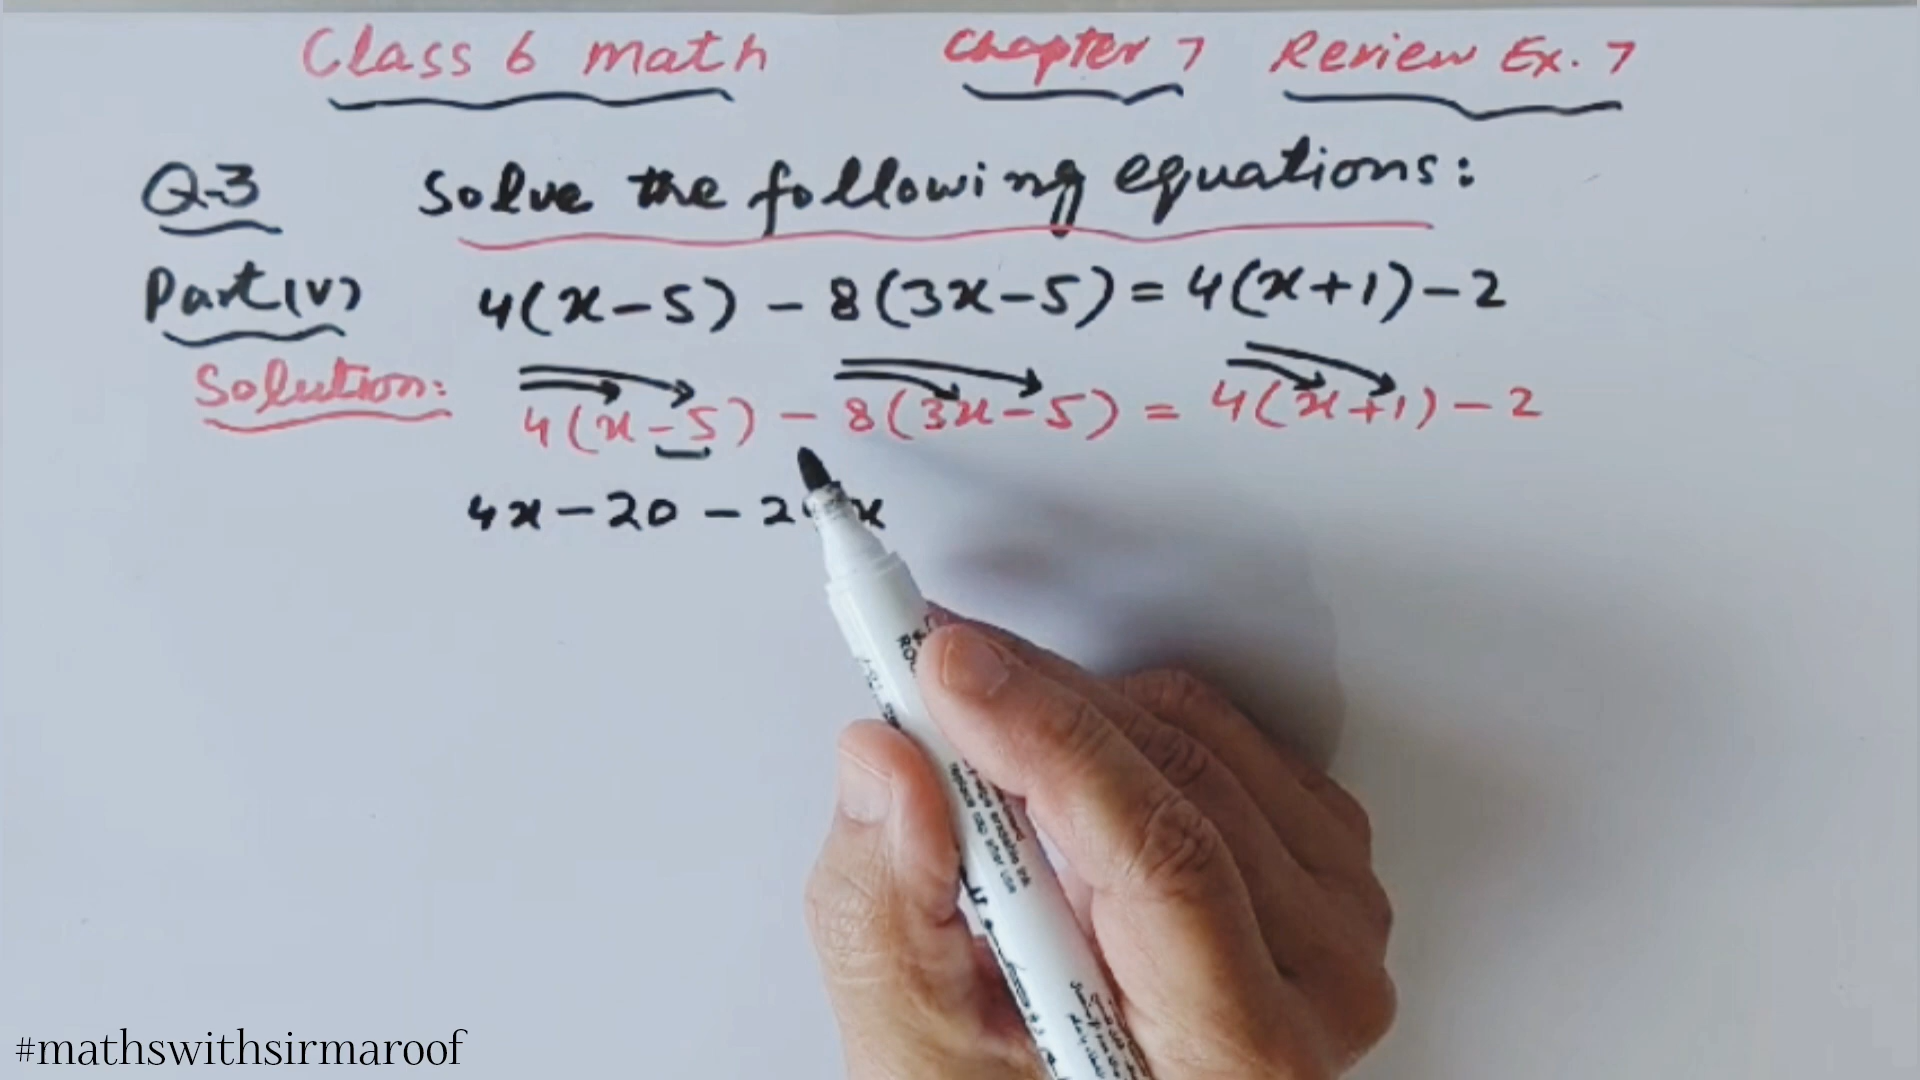 Class 6 math Chapter 7 Review Ex. 7
Q.3 Solve the following equations:
Part (v) 4(x-5) - 8(3x-5) = 4(x+1) - 2
Solution: 4(x-5) - 8(3x-5) = 4(x+1) - 2
4x - 20 - 24x
#mathswithsirmaroof